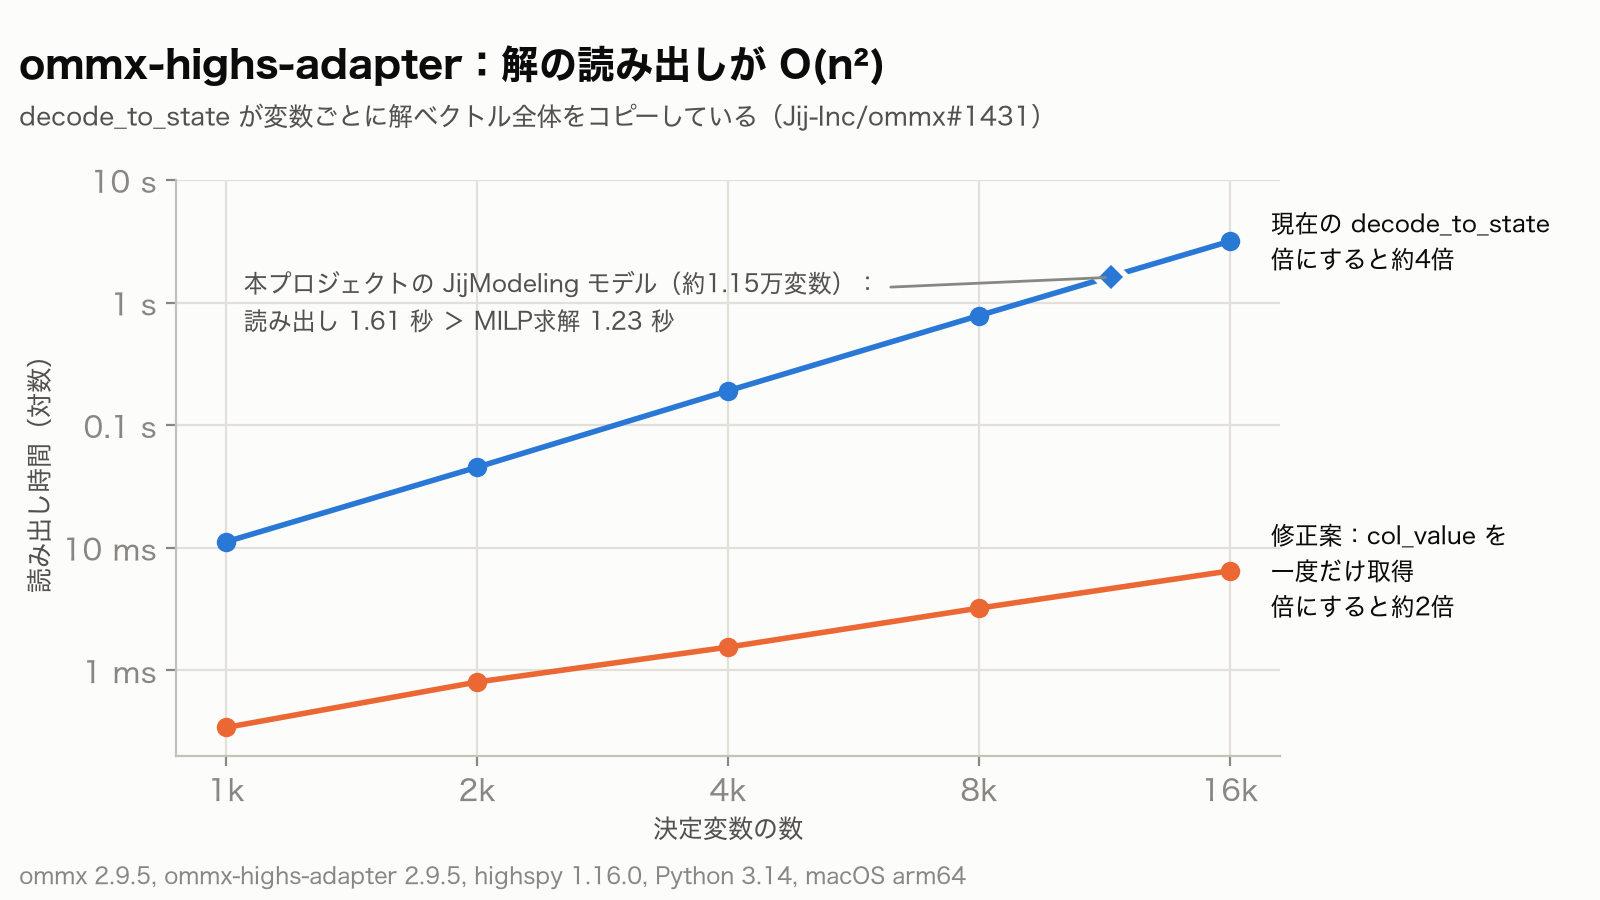 ommx-highs-adapter：解の読み出しが O(n²)
decode_to_state が変数ごとに解ベクトル全体をコピーしている（Jij-Inc/ommx#1431）
読み出し時間（対数）
10 s
1 s
0.1 s
10 ms
1 ms
本プロジェクトの JijModeling モデル（約1.15万変数）：
読み出し 1.61 秒 ＞ MILP求解 1.23 秒
現在の decode_to_state
倍にすると約4倍
修正案：col_value を
一度だけ取得
倍にすると約2倍
1k
2k
4k
8k
16k
決定変数の数
ommx 2.9.5, ommx-highs-adapter 2.9.5, highspy 1.16.0, Python 3.14, macOS arm64